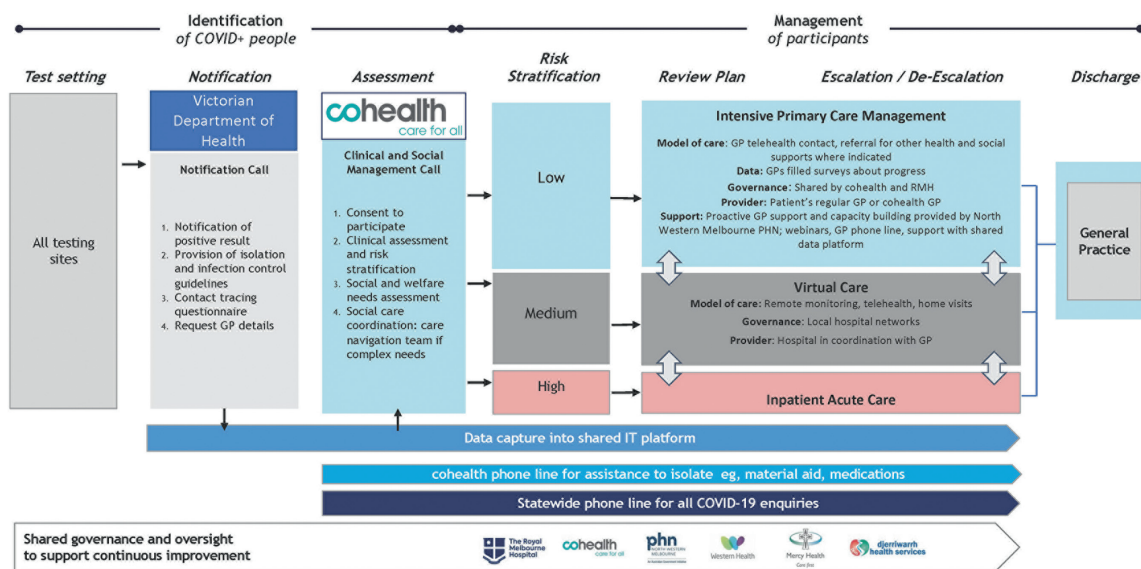 Identification
of COVID+ people
Management
of participants
Test setting
Notification
Assessment
Risk
Stratification
Review Plan
Escalation / De-Escalation
Discharge
All testing
sites
Victorian
Department of
Health
Notification Call
1. Notification of
positive result
2. Provision of isolation
and infection control
guidelines
3. Contact tracing
questionnaire
4. Request GP details
cohealth
care for all
Clinical and Social
Management Call
1. Consent to
participate
2. Clinical assessment
and risk
stratification
3. Social and welfare
needs assessment
4. Social care
coordination: care
navigation team if
complex needs
Low
Medium
High
Intensive Primary Care Management
Model of care: GP telehealth contact, referral for other health and social
supports where indicated
Data: GPs filled surveys about progress
Governance: Shared by cohealth and RMH
Provider: Patient's regular GP or cohealth GP
Support: Proactive GP support and capacity building provided by North
Western Melbourne PHN; webinars, GP phone line, support with shared
data platform
Virtual Care
Model of care: Remote monitoring, telehealth, home visits
Governance: Local hospital networks
Provider: Hospital in coordination with GP
Inpatient Acute Care
General
Practice
Data capture into shared IT platform
cohealth phone line for assistance to isolate eg, material aid, medications
Statewide phone line for all COVID-19 enquiries
Shared governance and oversight
to support continuous improvement
The Royal
Melbourne
Hospital
cohealth
care for all
phn
NORTH WESTERN
MELBOURNE
Western Health
Mercy Health
Care first
djerriwarrh
health services